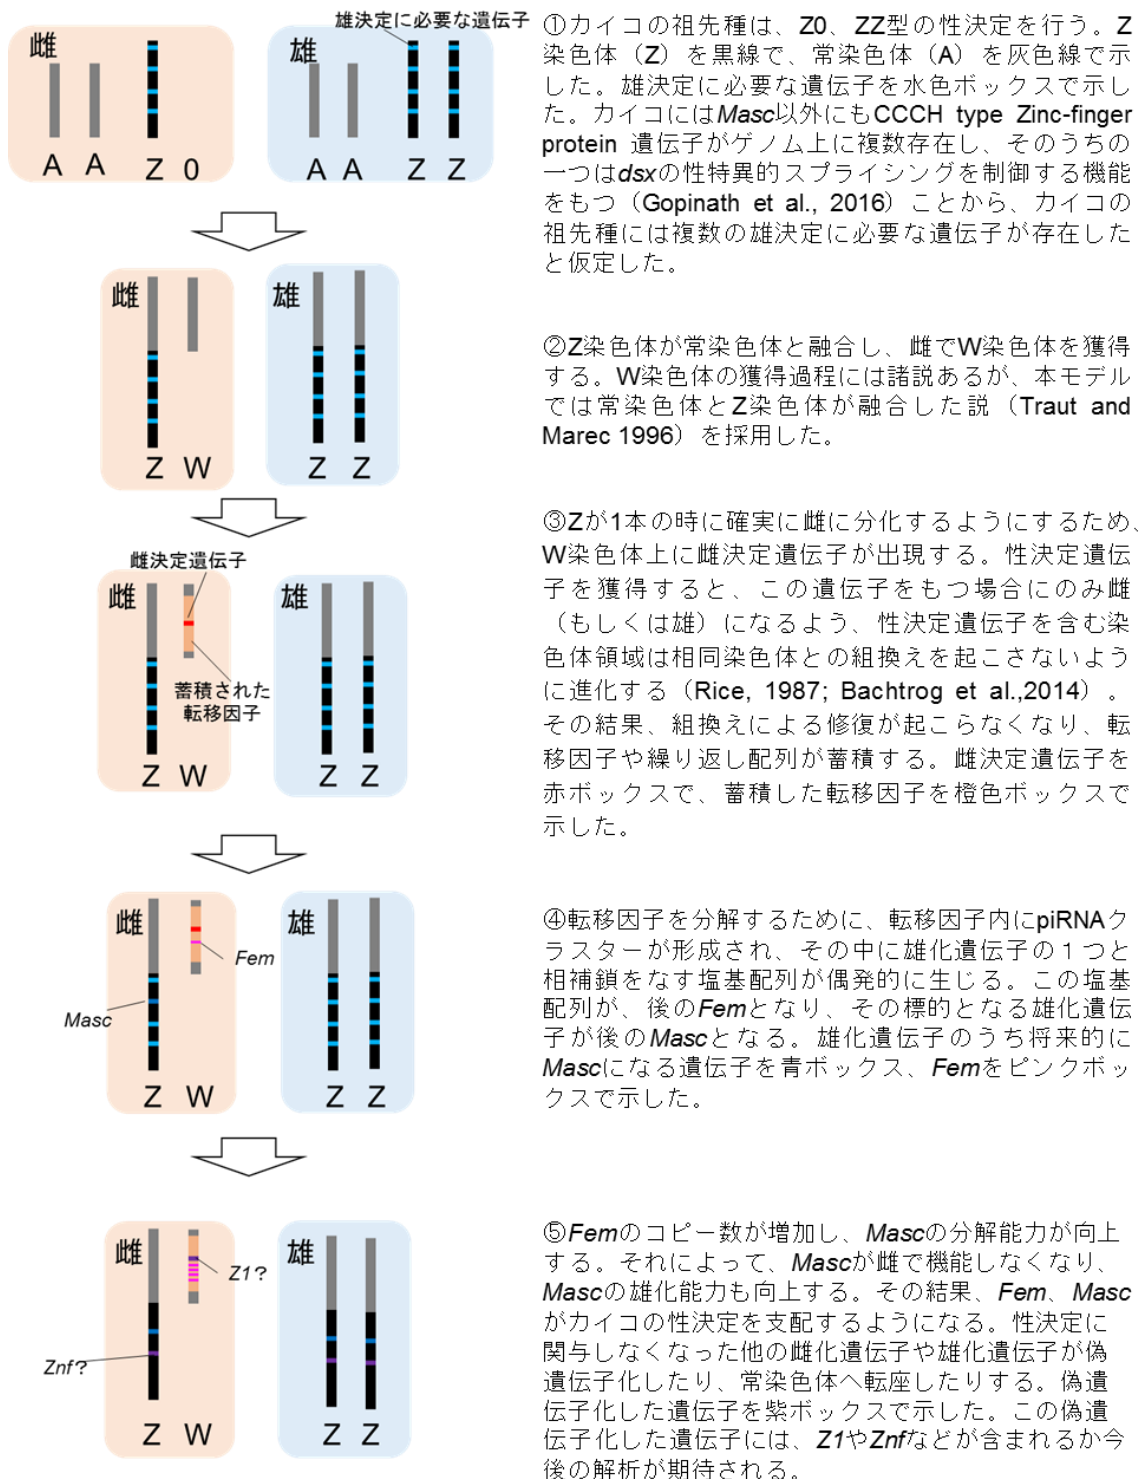 雄決定に必要な遺伝子
雌
雄
A A Z 0
A A Z Z
①カイコの祖先種は、Z0、ZZ型の性決定を行う。Z
染色体（Z）を黒線で、常染色体（A）を灰色線で示
した。雄決定に必要な遺伝子を水色ボックスで示し
た。カイコにはMasc以外にもCCCH type Zinc-finger
protein 遺伝子がゲノム上に複数存在し、そのうちの
一つはdsxの性特異的スプライシングを制御する機能
をもつ（Gopinath et al., 2016）ことから、カイコの
祖先種には複数の雄決定に必要な遺伝子が存在した
と仮定した。
雌
雄
Z W
Z Z
②Z染色体が常染色体と融合し、雌でW染色体を獲得
する。W染色体の獲得過程には諸説あるが、本モデル
では常染色体とZ染色体が融合した説（Traut and
Marec 1996）を採用した。
雌決定遺伝子
雌
雄
蓄積された
転移因子
Z W
Z Z
③Zが1本の時に確実に雌に分化するようにするため、
W染色体上に雌決定遺伝子が出現する。性決定遺伝
子を獲得すると、この遺伝子をもつ場合にのみ雌
（もしくは雄）になるよう、性決定遺伝子を含む染
色体領域は相同染色体との組換えを起こさないよう
に進化する（Rice, 1987; Bachtrog et al.,2014）。
その結果、組換えによる修復が起こらなくなり、転
移因子や繰り返し配列が蓄積する。雌決定遺伝子を
赤ボックスで、蓄積した転移因子を橙色ボックスで
示した。
雌
雄
Fem
Masc
Z W
Z Z
④転移因子を分解するために、転移因子内にpiRNAク
ラスターが形成され、その中に雄化遺伝子の１つと
相補鎖をなす塩基配列が偶発的に生じる。この塩基
配列が、後のFemとなり、その標的となる雄化遺伝
子が後のMascとなる。雄化遺伝子のうち将来的に
Mascになる遺伝子を青ボックス、Femをピンクボッ
クスで示した。
雌
雄
Z1?
Znf?
Z W
Z Z
⑤Femのコピー数が増加し、Mascの分解能力が向上
する。それによって、Mascが雌で機能しなくなり、
Mascの雄化能力も向上する。その結果、Fem、Masc
がカイコの性決定を支配するようになる。性決定に
関与しなくなった他の雌化遺伝子や雄化遺伝子が偽
遺伝子化したり、常染色体へ転座したりする。偽遺
伝子化した遺伝子を紫ボックスで示した。この偽遺
伝子化した遺伝子には、Z1やZnfなどが含まれるか今
後の解析が期待される。